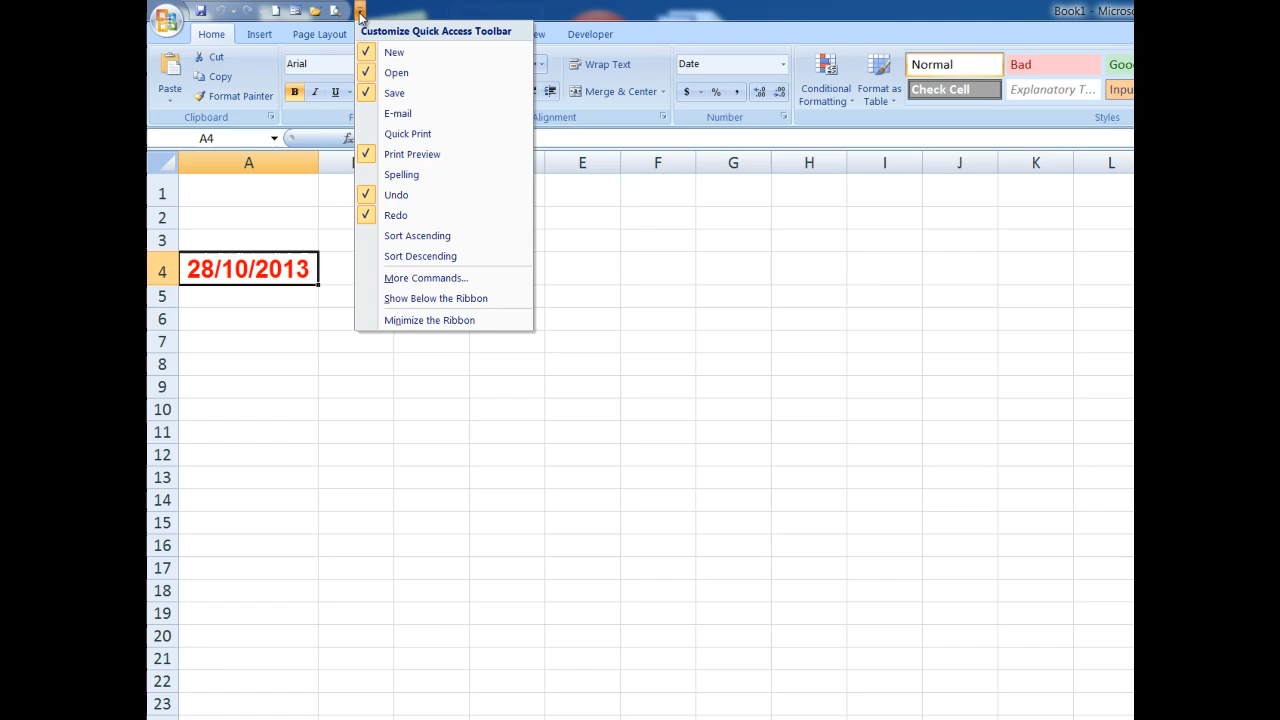 Book1 - Micros
Home Insert Page Layout ew Developer
Customize Quick Access Toolbar
New
Open
Save
E-mail
Quick Print
Print Preview
Spelling
Undo
Redo
Sort Ascending
Sort Descending
More Commands...
Show Below the Ribbon
Minimize the Ribbon
Paste
Cut
Copy
Format Painter
Clipboard
Arial
B I U
F
Wrap Text
Merge & Center
Alignment
Date
$ % ,
Number
Conditional Formatting
Format as Table
Normal Bad Goo
Check Cell Explanatory T... Inpu
Styles
A4 fx
A E F G H I J K L
1
2
3
4 28/10/2013
5
6
7
8
9
10
11
12
13
14
15
16
17
18
19
20
21
22
23